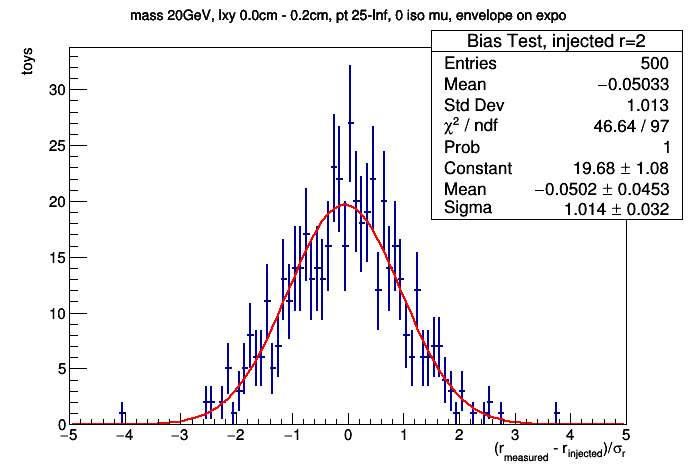 mass 20GeV, lxy 0.0cm - 0.2cm, pt 25-Inf, 0 iso mu, envelope on expo
Bias Test, injected r=2
Entries 500
Mean −0.05033
Std Dev 1.013
χ² / ndf 46.64 / 97
Prob 1
Constant 19.68 ± 1.08
Mean −0.0502 ± 0.0453
Sigma 1.014 ± 0.032
toys
30
25
20
15
10
5
0
−5 −4 −3 −2 −1 0 1 2 3 4 5
(r_measured - r_injected)/σ_r